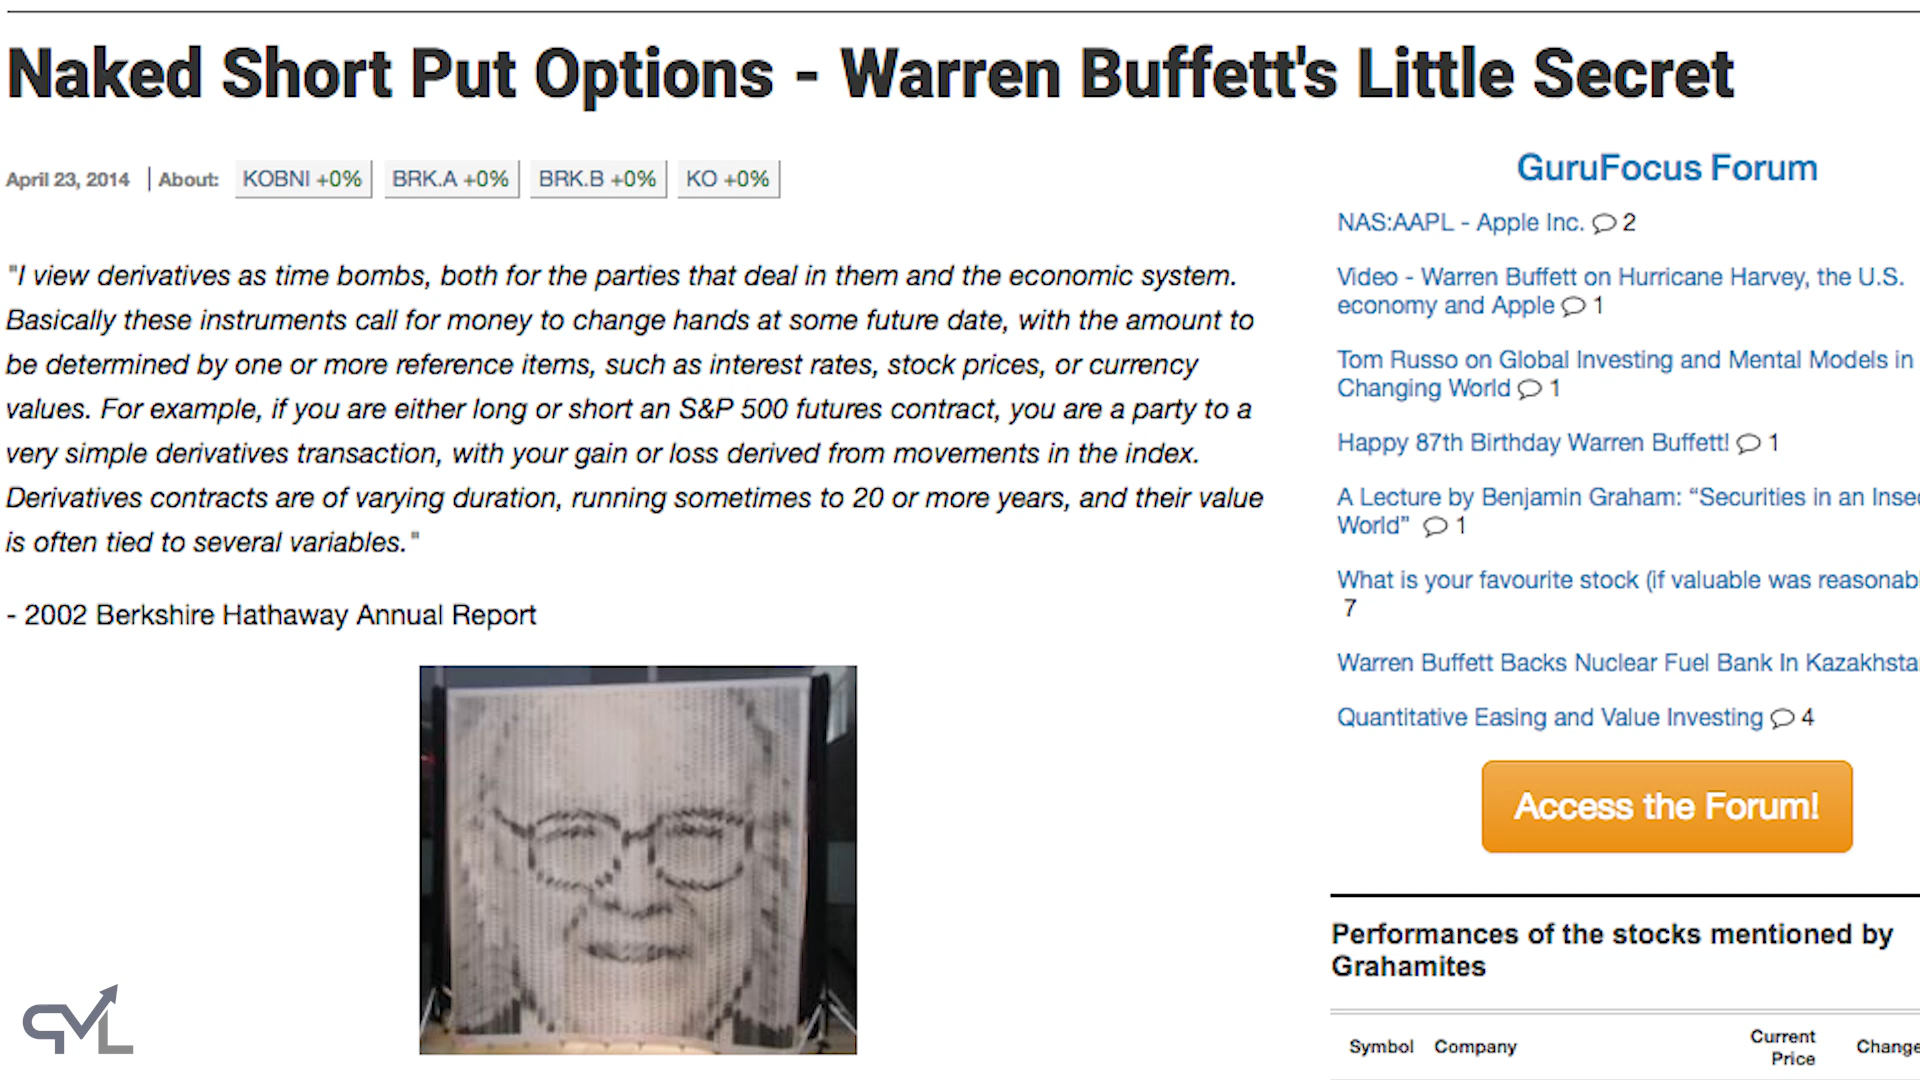 Naked Short Put Options - Warren Buffett's Little Secret
April 23, 2014 | About: KOBNI +0% BRK.A +0% BRK.B +0% KO +0%
"I view derivatives as time bombs, both for the parties that deal in them and the economic system.
Basically these instruments call for money to change hands at some future date, with the amount to
be determined by one or more reference items, such as interest rates, stock prices, or currency
values. For example, if you are either long or short an S&P 500 futures contract, you are a party to a
very simple derivatives transaction, with your gain or loss derived from movements in the index.
Derivatives contracts are of varying duration, running sometimes to 20 or more years, and their value
is often tied to several variables."
- 2002 Berkshire Hathaway Annual Report
GuruFocus Forum
NAS:AAPL - Apple Inc. 2
Video - Warren Buffett on Hurricane Harvey, the U.S.
economy and Apple 1
Tom Russo on Global Investing and Mental Models in
Changing World 1
Happy 87th Birthday Warren Buffett! 1
A Lecture by Benjamin Graham: “Securities in an Insec
World” 1
What is your favourite stock (if valuable was reasonab
7
Warren Buffett Backs Nuclear Fuel Bank In Kazakhsta
Quantitative Easing and Value Investing 4
Access the Forum!
Performances of the stocks mentioned by
Grahamites
Symbol Company Current Price Change